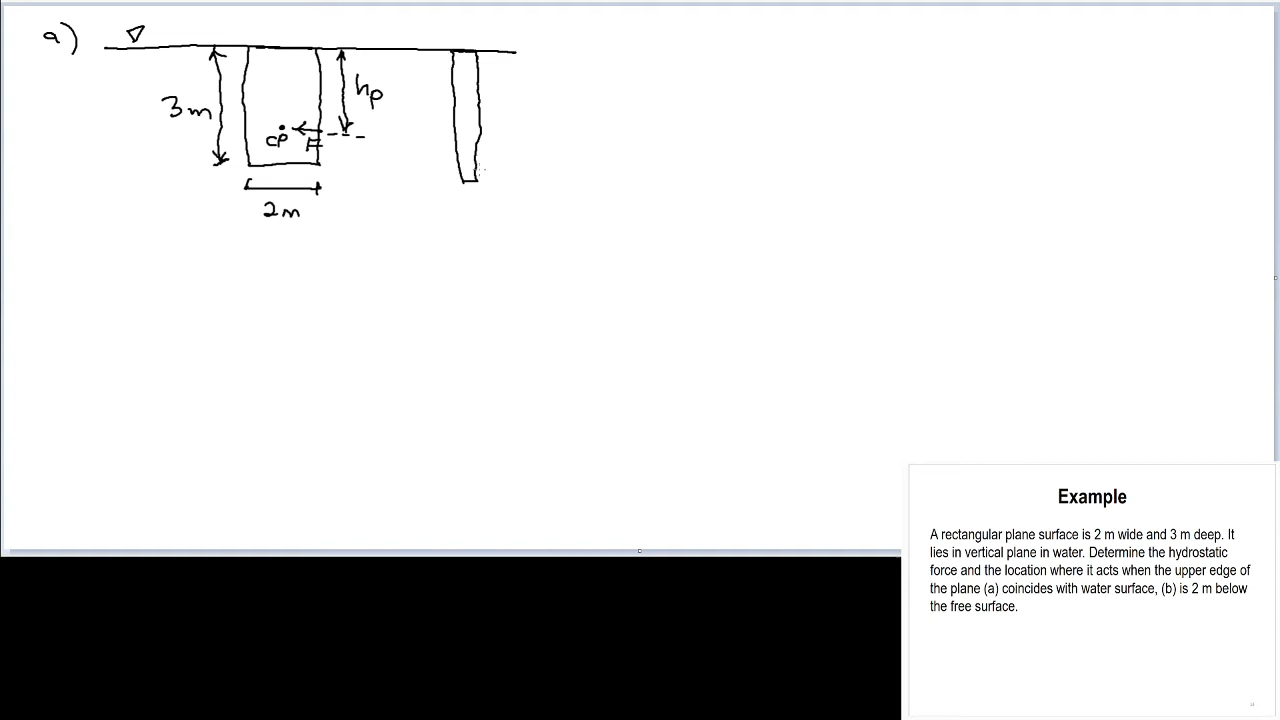 a)
3m
hp
CP
F
2m
Example
A rectangular plane surface is 2 m wide and 3 m deep. It
lies in vertical plane in water. Determine the hydrostatic
force and the location where it acts when the upper edge of
the plane (a) coincides with water surface, (b) is 2 m below
the free surface.